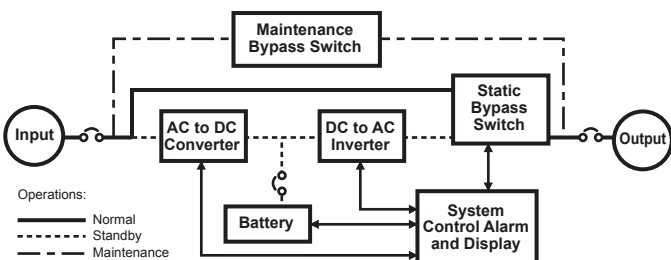 Maintenance
Bypass Switch
Static
Bypass
Switch
Input
AC to DC
Converter
DC to AC
Inverter
Output
Operations:
Normal
Standby
Maintenance
Battery
System
Control Alarm
and Display